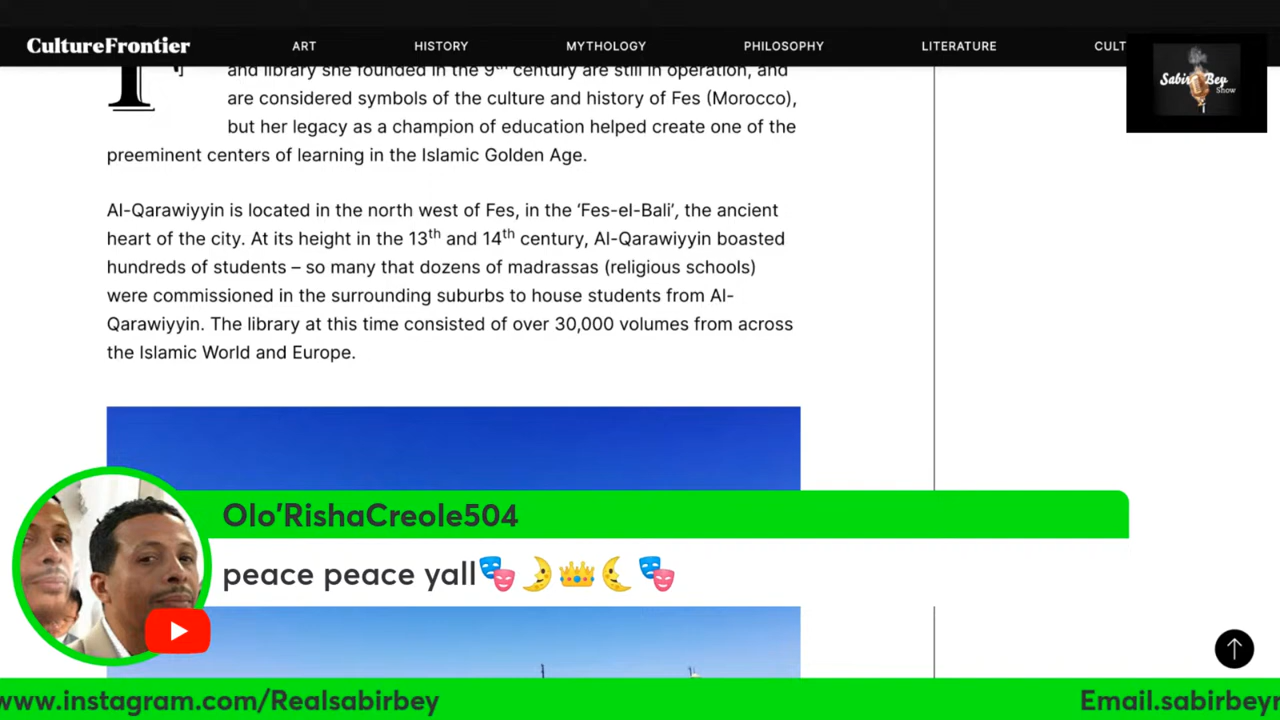 CultureFrontier
ART
HISTORY
MYTHOLOGY
PHILOSOPHY
LITERATURE
CULT
Sabir Bey
Show
and library she founded in the 9th century are still in operation, and
are considered symbols of the culture and history of Fes (Morocco),
but her legacy as a champion of education helped create one of the
preeminent centers of learning in the Islamic Golden Age.
Al-Qarawiyyin is located in the north west of Fes, in the ‘Fes-el-Bali’, the ancient
heart of the city. At its height in the 13th and 14th century, Al-Qarawiyyin boasted
hundreds of students – so many that dozens of madrassas (religious schools)
were commissioned in the surrounding suburbs to house students from Al-
Qarawiyyin. The library at this time consisted of over 30,000 volumes from across
the Islamic World and Europe.
Olo'RishaCreole504
peace peace yall🎭🌛👑🌜🎭
www.instagram.com/Realsabirbey
Email.sabirbeyr